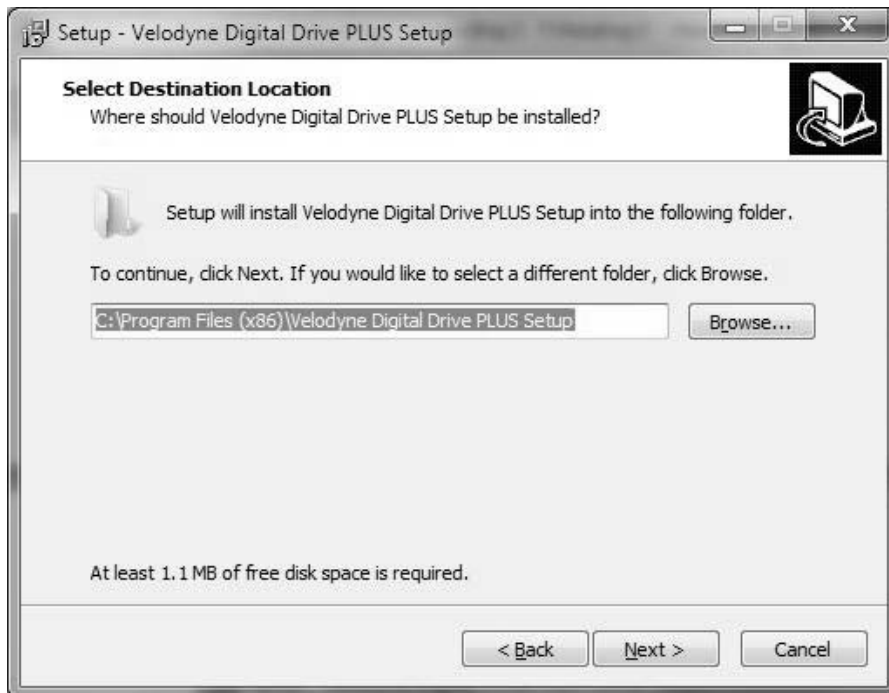 Setup - Velodyne Digital Drive PLUS Setup
Select Destination Location
Where should Velodyne Digital Drive PLUS Setup be installed?
Setup will install Velodyne Digital Drive PLUS Setup into the following folder.
To continue, click Next. If you would like to select a different folder, click Browse.
C:\Program Files (x86)\Velodyne Digital Drive PLUS Setup
Browse...
At least 1.1 MB of free disk space is required.
< Back
Next >
Cancel